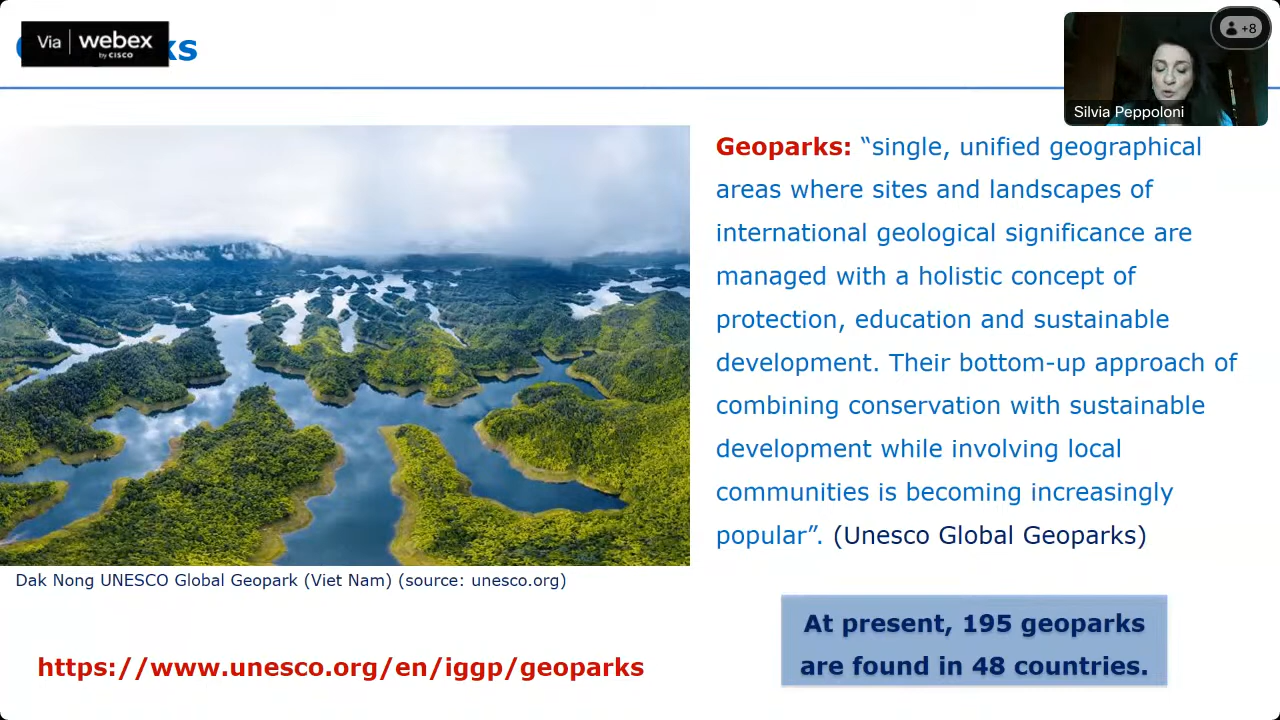 Via webex
by CISCO
ks
+8
Silvia Peppoloni
Geoparks: “single, unified geographical
areas where sites and landscapes of
international geological significance are
managed with a holistic concept of
protection, education and sustainable
development. Their bottom-up approach of
combining conservation with sustainable
development while involving local
communities is becoming increasingly
popular”. (Unesco Global Geoparks)
Dak Nong UNESCO Global Geopark (Viet Nam) (source: unesco.org)
At present, 195 geoparks
are found in 48 countries.
https://www.unesco.org/en/iggp/geoparks